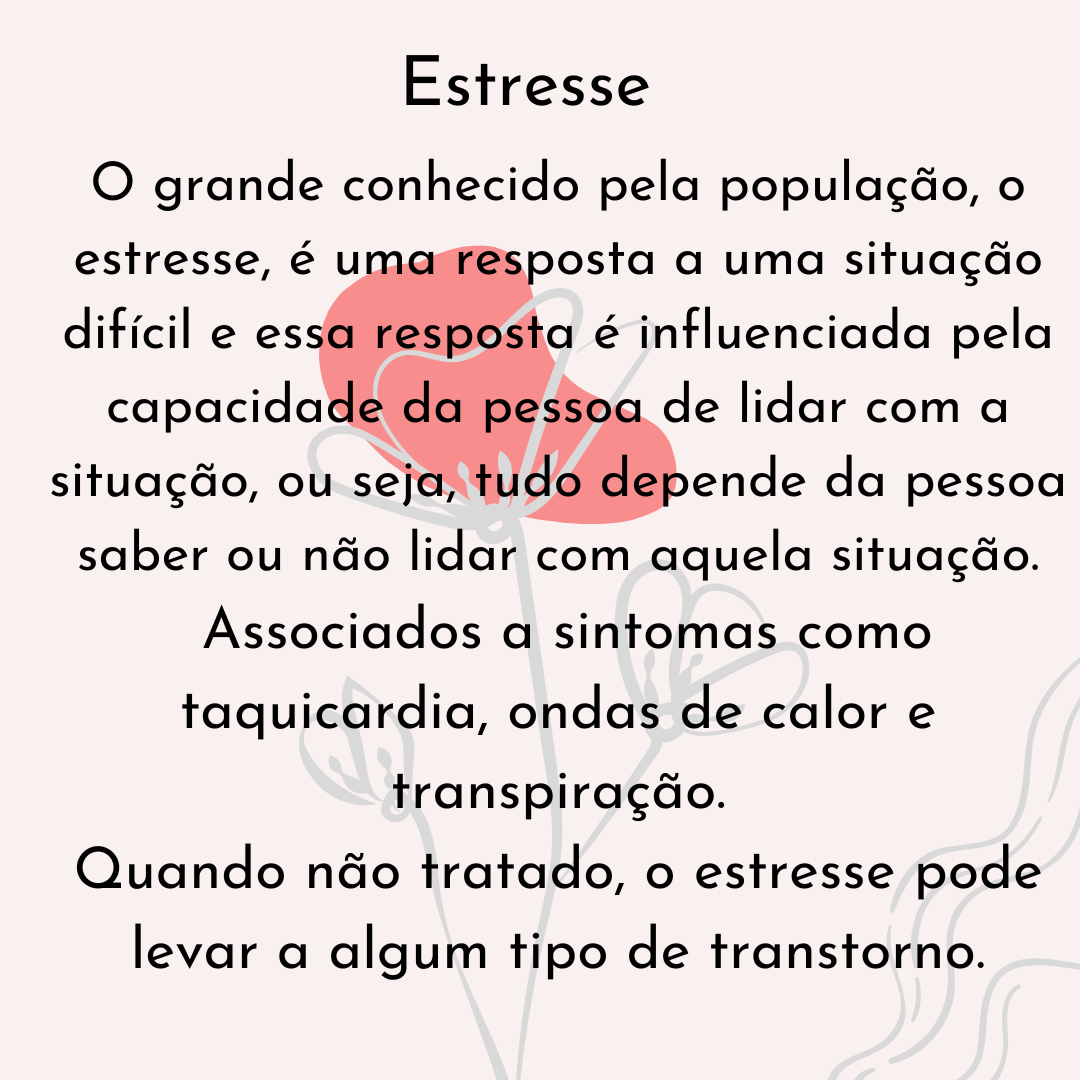 Estresse
O grande conhecido pela população, o
estresse, é uma resposta a uma situação
difícil e essa resposta é influenciada pela
capacidade da pessoa de lidar com a
situação, ou seja, tudo depende da pessoa
saber ou não lidar com aquela situação.
Associados a sintomas como
taquicardia, ondas de calor e
transpiração.
Quando não tratado, o estresse pode
levar a algum tipo de transtorno.